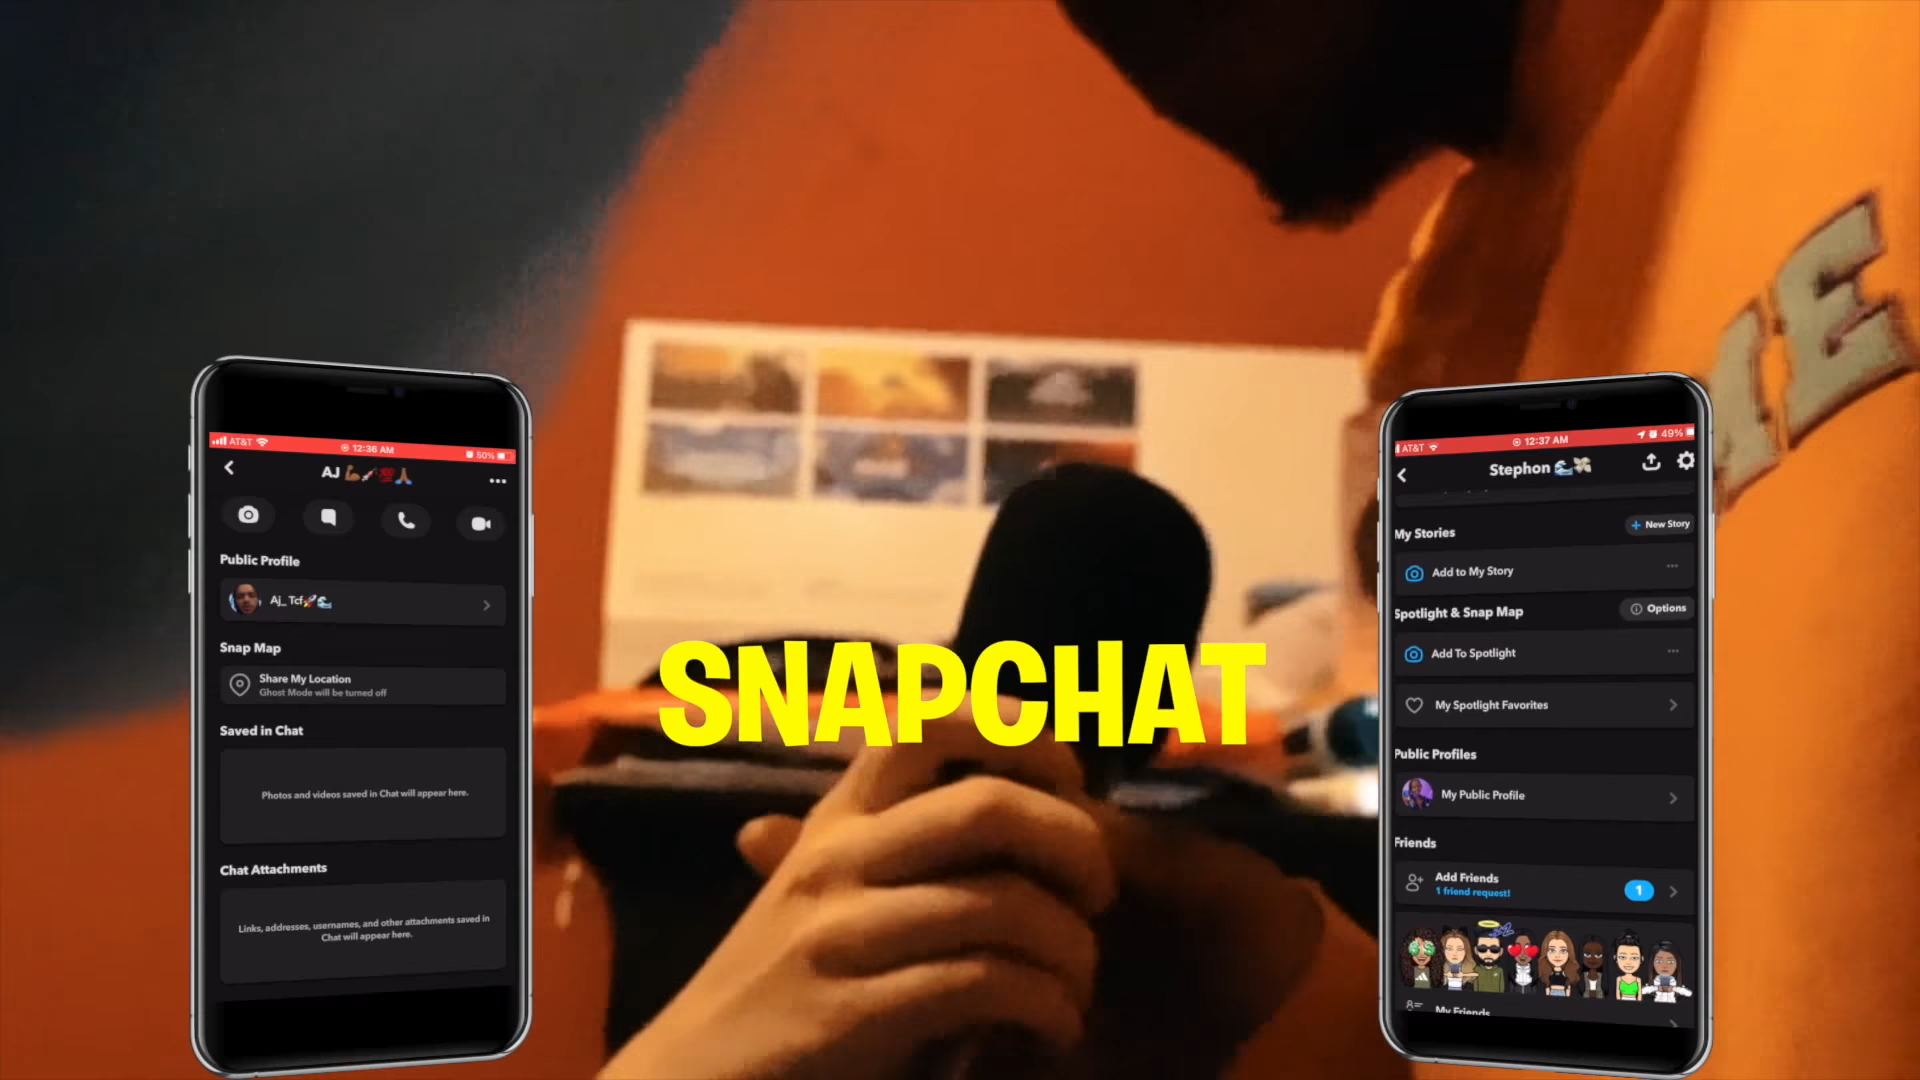 AT&T 12:36 AM 50%
AJ
Public Profile
Aj_Tcf
Snap Map
Share My Location
Ghost Mode will be turned off
Saved in Chat
Photos and videos saved in Chat will appear here.
Chat Attachments
Links, addresses, usernames, and other attachments saved in
Chat will appear here.
SNAPCHAT
AT&T 12:37 AM 49%
Stephon
My Stories
+ New Story
Add to My Story
Spotlight & Snap Map
Options
Add To Spotlight
My Spotlight Favorites
Public Profiles
My Public Profile
Friends
Add Friends
1 friend request!
1
My Friends